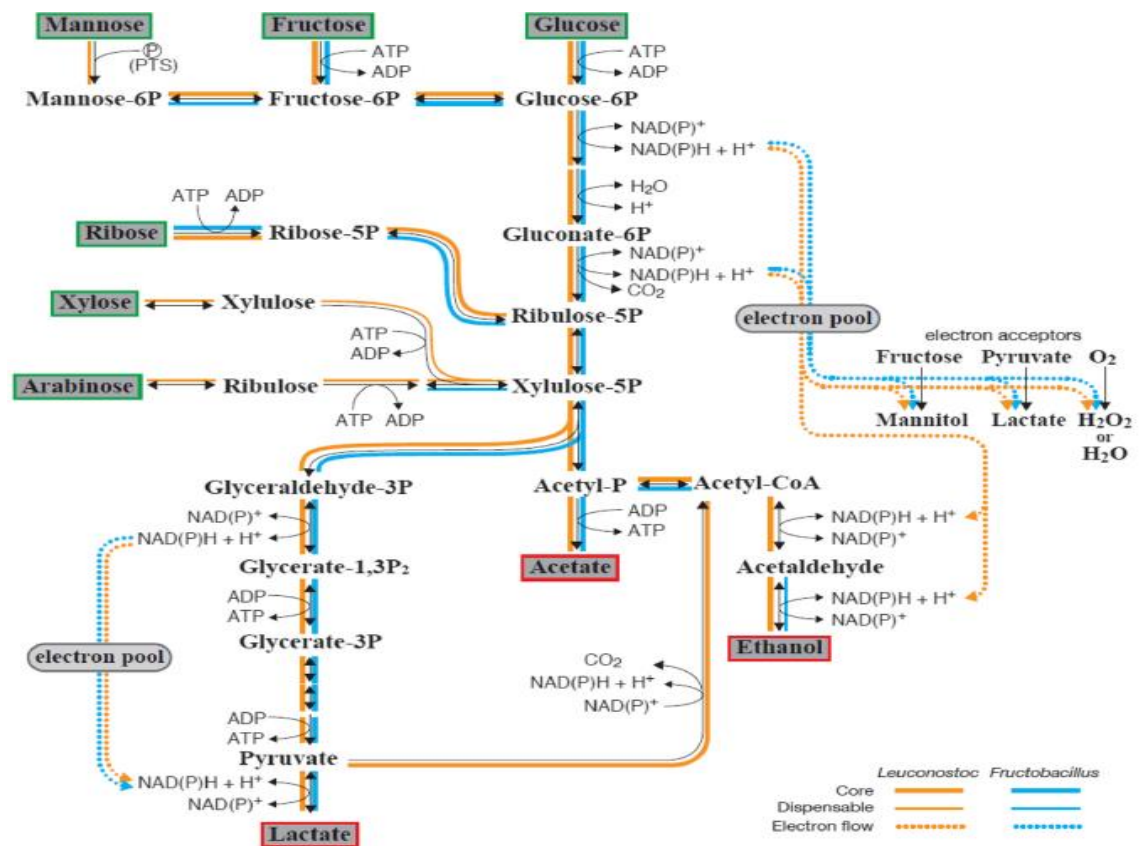 Mannose
Fructose
Glucose
P
(PTS)
ATP
ADP
ATP
ADP
Mannose-6P
Fructose-6P
Glucose-6P
NAD(P)+
NAD(P)H + H+
H2O
H+
ATP ADP
Ribose
Ribose-5P
Gluconate-6P
NAD(P)+
NAD(P)H + H+
CO2
Xylose
Xylulose
Ribulose-5P
electron pool
ATP
ADP
electron acceptors
Fructose Pyruvate O2
Arabinose
Ribulose
Xylulose-5P
ATP ADP
Mannitol Lactate H2O2
or
H2O
Glyceraldehyde-3P
Acetyl-P
Acetyl-CoA
NAD(P)+
NAD(P)H + H+
ADP
ATP
NAD(P)H + H+
NAD(P)+
Glycerate-1,3P2
Acetate
Acetaldehyde
ADP
ATP
NAD(P)H + H+
NAD(P)+
Glycerate-3P
electron pool
Ethanol
CO2
NAD(P)H + H+
NAD(P)+
ADP
ATP
Pyruvate
NAD(P)H + H+
NAD(P)+
Lactate
Leuconostoc Fructobacillus
Core
Dispensable
Electron flow